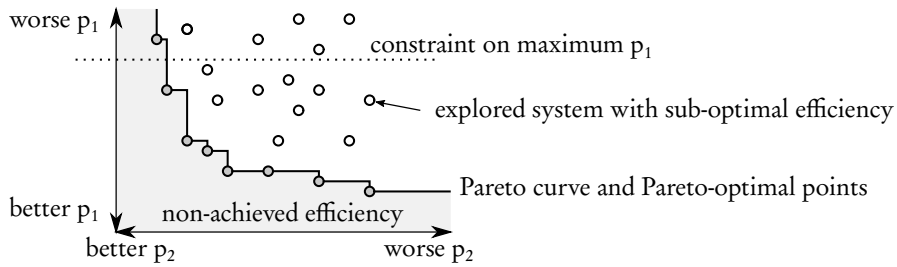 worse p₁
constraint on maximum p₁
explored system with sub-optimal efficiency
Pareto curve and Pareto-optimal points
better p₁
non-achieved efficiency
better p₂
worse p₂